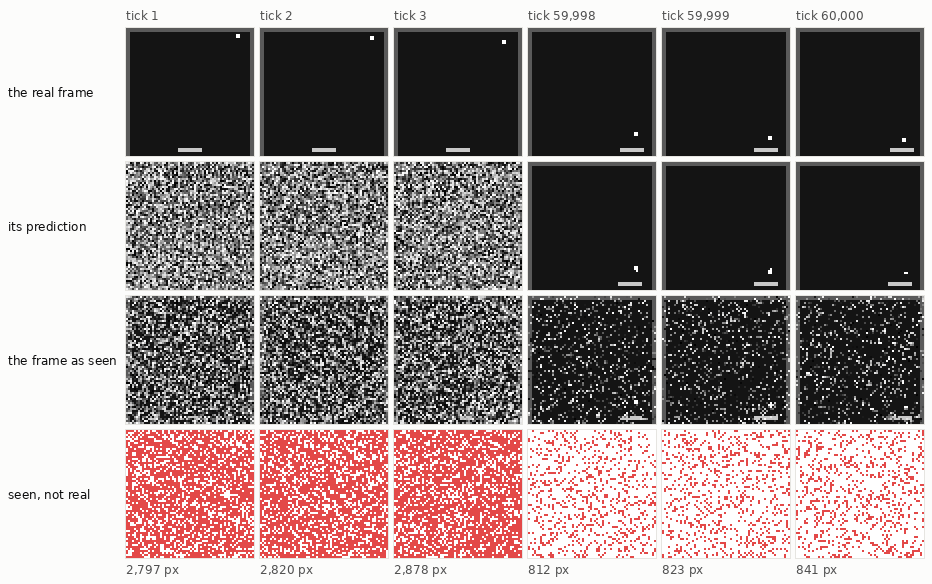 tick 1 tick 2 tick 3 tick 59,998 tick 59,999 tick 60,000
the real frame
its prediction
the frame as seen
seen, not real
2,797 px 2,820 px 2,878 px 812 px 823 px 841 px